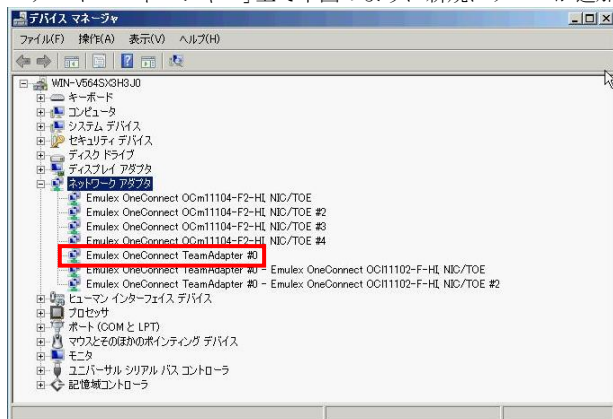 デバイス マネージャ
ファイル(F) 操作(A) 表示(V) ヘルプ(H)
WIN-V564SX3H3J0
キーボード
コンピュータ
システム デバイス
セキュリティ デバイス
ディスク ドライブ
ディスプレイ アダプタ
ネットワーク アダプタ
Emulex OneConnect OCm11104-F2-HI, NIC/TOE
Emulex OneConnect OCm11104-F2-HI, NIC/TOE #2
Emulex OneConnect OCm11104-F2-HI, NIC/TOE #3
Emulex OneConnect OCm11104-F2-HI, NIC/TOE #4
Emulex OneConnect TeamAdapter #0
Emulex OneConnect TeamAdapter #0 - Emulex OneConnect OCl11102-F-HI, NIC/TOE
Emulex OneConnect TeamAdapter #0 - Emulex OneConnect OCl11102-F-HI, NIC/TOE #2
ヒューマン インターフェイス デバイス
プロセッサ
ポート (COM と LPT)
マウスとそのほかのポインティング デバイス
モニタ
ユニバーサル シリアル バス コントローラ
記憶域コントローラ